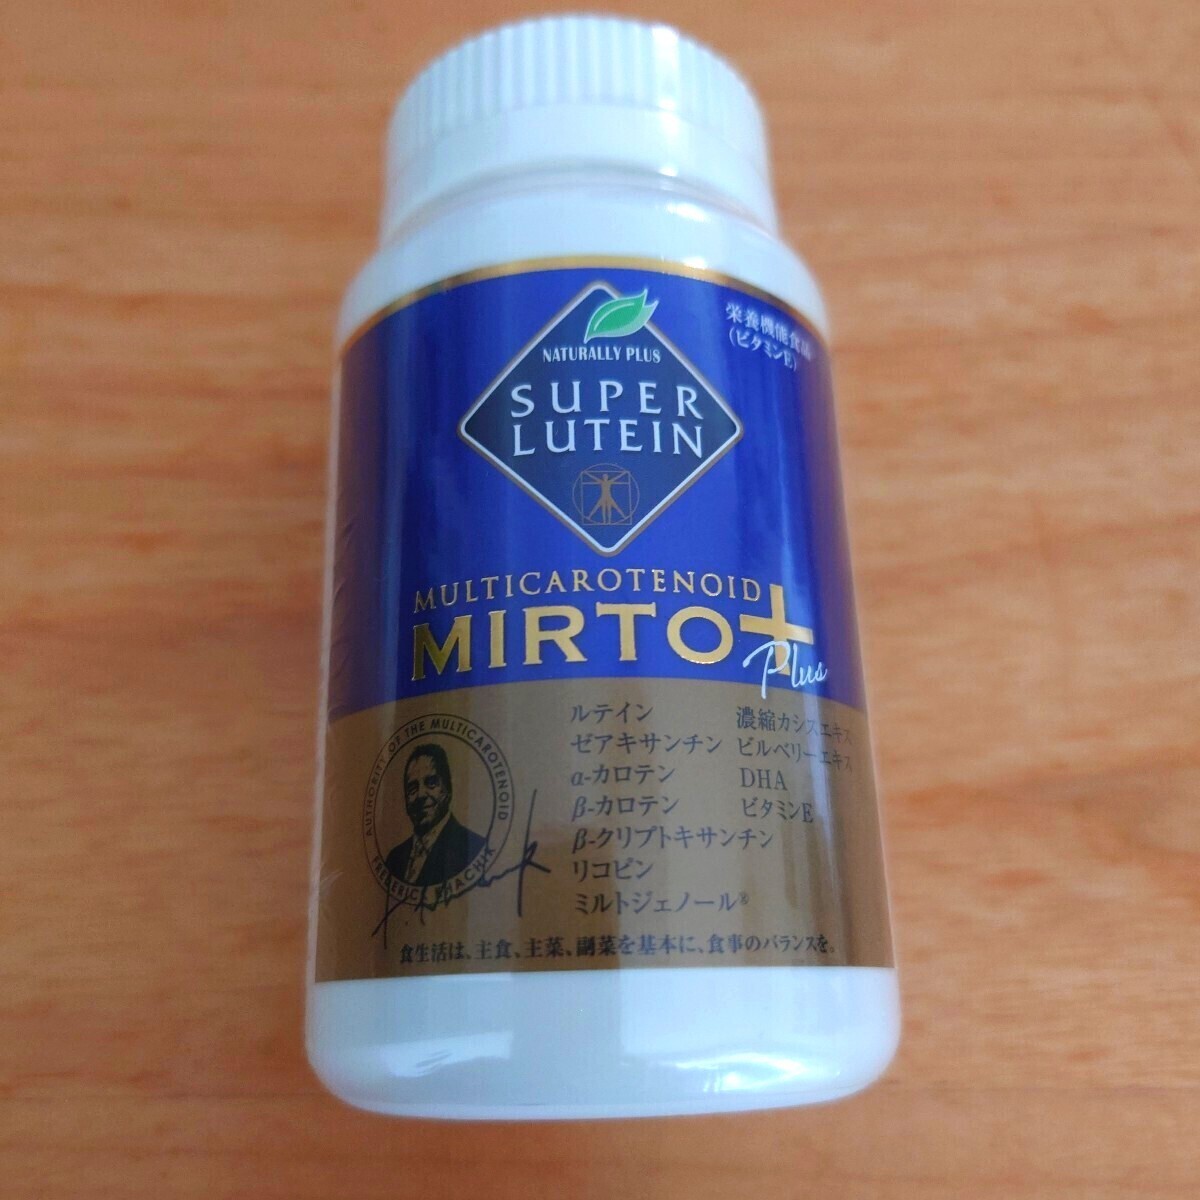 NATURALLY PLUS
SUPER
LUTEIN
栄養機能食品
(ビタミンE)
MULTICAROTENOID
MIRTO+
Plus
ルテイン
ゼアキサンチン
α-カロテン
β-カロテン
β-クリプトキサンチン
リコピン
ミルトジェノール®
濃縮カシスエキス
ビルベリーエキス
DHA
ビタミンE
AUTHORITY OF THE MULTICAROTENOID
FREDERICK KHACHIK
食生活は、主食、主菜、副菜を基本に、食事のバランスを。